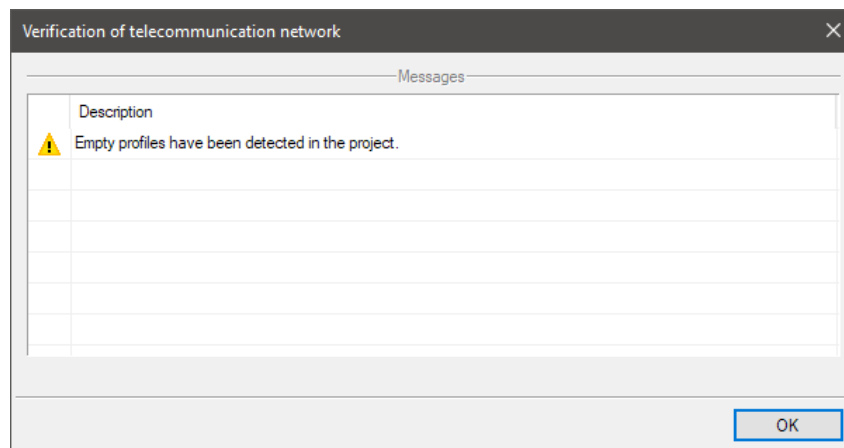 Verification of telecommunication network
Messages
Description
Empty profiles have been detected in the project.
OK